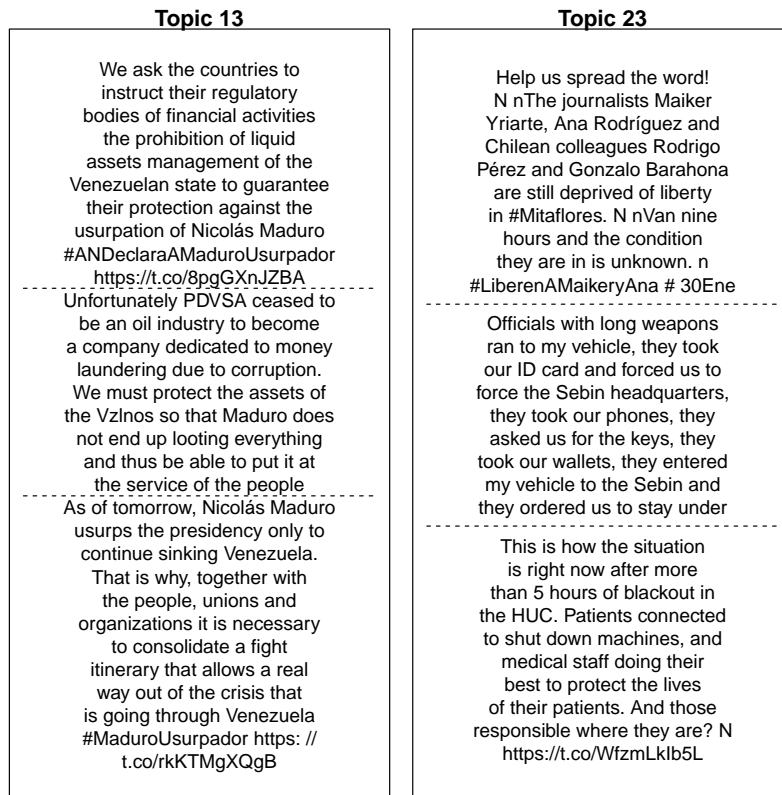 Topic 13
We ask the countries to
instruct their regulatory
bodies of financial activities
the prohibition of liquid
assets management of the
Venezuelan state to guarantee
their protection against the
usurpation of Nicolás Maduro
#ANDeclaraAMaduroUsurpador
https://t.co/8pgGXnJZBA
Unfortunately PDVSA ceased to
be an oil industry to become
a company dedicated to money
laundering due to corruption.
We must protect the assets of
the Vzlnos so that Maduro does
not end up looting everything
and thus be able to put it at
the service of the people
As of tomorrow, Nicolás Maduro
usurps the presidency only to
continue sinking Venezuela.
That is why, together with
the people, unions and
organizations it is necessary
to consolidate a fight
itinerary that allows a real
way out of the crisis that
is going through Venezuela
#MaduroUsurpador https: //
t.co/rkKTMgXQgB
Topic 23
Help us spread the word!
N nThe journalists Maiker
Yriarte, Ana Rodríguez and
Chilean colleagues Rodrigo
Pérez and Gonzalo Barahona
are still deprived of liberty
in #Mitaflores. N nVan nine
hours and the condition
they are in is unknown. n
#LiberenAMaikeryAna # 30Ene
Officials with long weapons
ran to my vehicle, they took
our ID card and forced us to
force the Sebin headquarters,
they took our phones, they
asked us for the keys, they
took our wallets, they entered
my vehicle to the Sebin and
they ordered us to stay under
This is how the situation
is right now after more
than 5 hours of blackout in
the HUC. Patients connected
to shut down machines, and
medical staff doing their
best to protect the lives
of their patients. And those
responsible where they are? N
https://t.co/WfzmLkIb5L